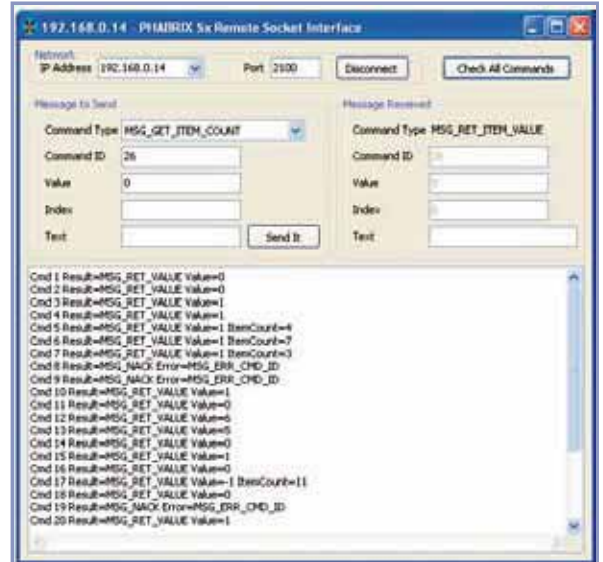 192.168.0.14 - PHABRIX Sx Remote Socket Interface
Network
IP Address 192.168.0.14 Port 2100 Disconnect Check All Commands
Message to Send Message Received
Command Type MSG_GET_ITEM_COUNT Command Type MSG_RET_ITEM_VALUE
Command ID 26 Command ID
Value 0 Value
Index Index
Text Send It Text
Cmd 1 Result=MSG_RET_VALUE Value=0
Cmd 2 Result=MSG_RET_VALUE Value=0
Cmd 3 Result=MSG_RET_VALUE Value=1
Cmd 4 Result=MSG_RET_VALUE Value=1
Cmd 5 Result=MSG_RET_VALUE Value=1 ItemCount=4
Cmd 6 Result=MSG_RET_VALUE Value=1 ItemCount=7
Cmd 7 Result=MSG_RET_VALUE Value=1 ItemCount=3
Cmd 8 Result=MSG_NACK Error=MSG_ERR_CMD_ID
Cmd 9 Result=MSG_NACK Error=MSG_ERR_CMD_ID
Cmd 10 Result=MSG_RET_VALUE Value=1
Cmd 11 Result=MSG_RET_VALUE Value=0
Cmd 12 Result=MSG_RET_VALUE Value=6
Cmd 13 Result=MSG_RET_VALUE Value=5
Cmd 14 Result=MSG_RET_VALUE Value=0
Cmd 15 Result=MSG_RET_VALUE Value=1
Cmd 16 Result=MSG_RET_VALUE Value=0
Cmd 17 Result=MSG_RET_VALUE Value=-1 ItemCount=11
Cmd 18 Result=MSG_RET_VALUE Value=0
Cmd 19 Result=MSG_NACK Error=MSG_ERR_CMD_ID
Cmd 20 Result=MSG_RET_VALUE Value=1